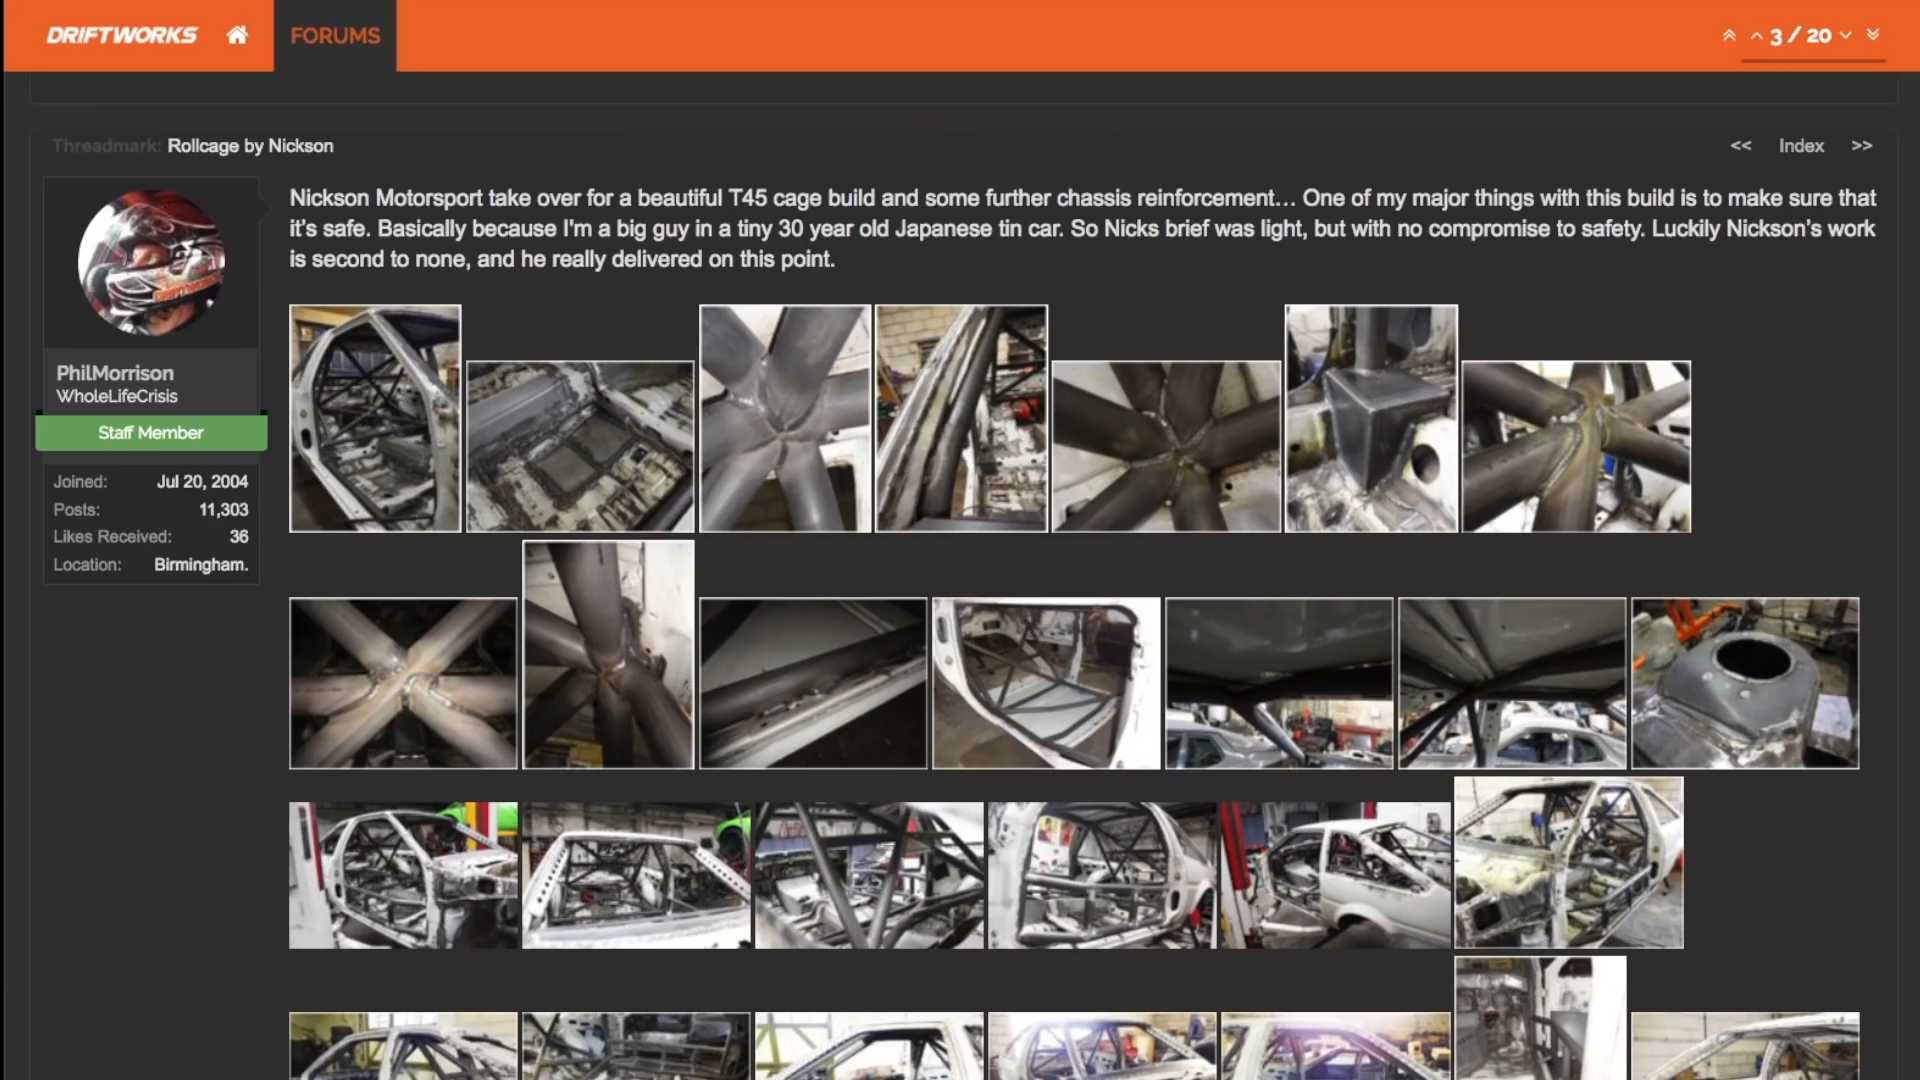 DRIFTWORKS
FORUMS
3 / 20
Threadmark: Rollcage by Nickson
<< Index >>
Nickson Motorsport take over for a beautiful T45 cage build and some further chassis reinforcement… One of my major things with this build is to make sure that
it's safe. Basically because I'm a big guy in a tiny 30 year old Japanese tin car. So Nicks brief was light, but with no compromise to safety. Luckily Nickson's work
is second to none, and he really delivered on this point.
PhilMorrison
WholeLifeCrisis
Staff Member
Joined: Jul 20, 2004
Posts: 11,303
Likes Received: 36
Location: Birmingham.